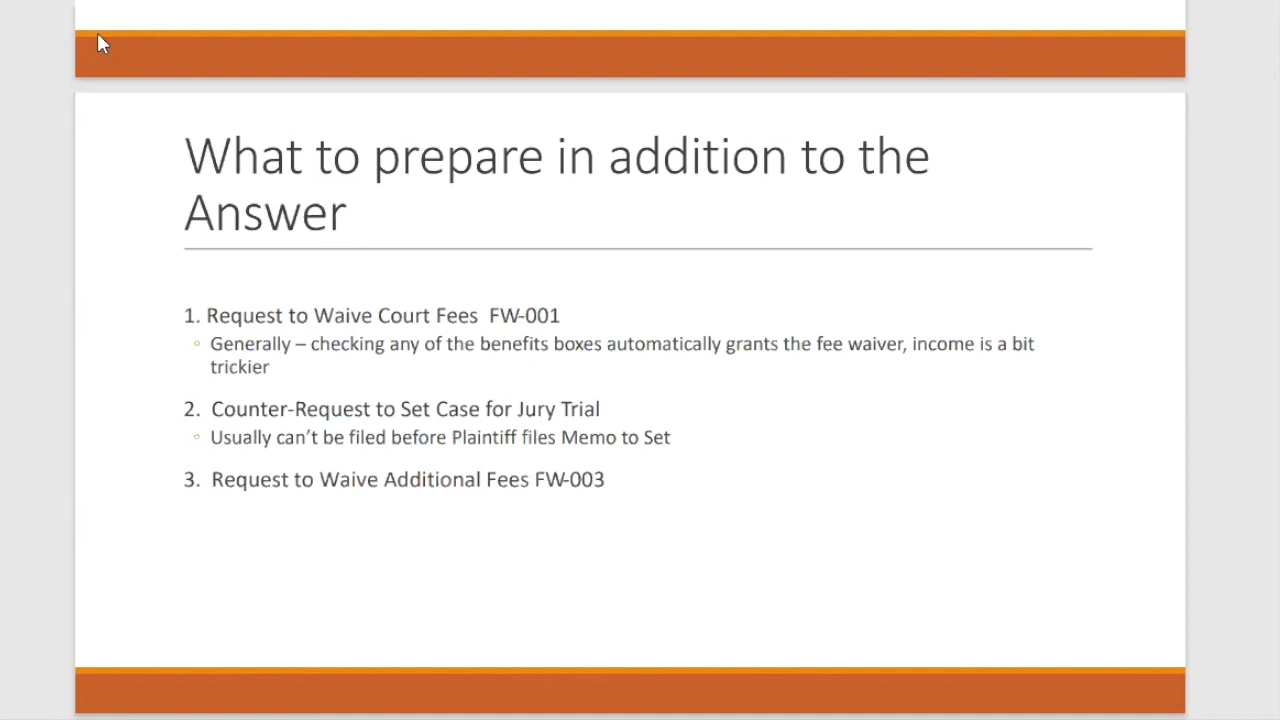 What to prepare in addition to the
Answer
1. Request to Waive Court Fees  FW-001
◦ Generally – checking any of the benefits boxes automatically grants the fee waiver, income is a bit
trickier
2.  Counter-Request to Set Case for Jury Trial
◦ Usually can’t be filed before Plaintiff files Memo to Set
3.  Request to Waive Additional Fees FW-003